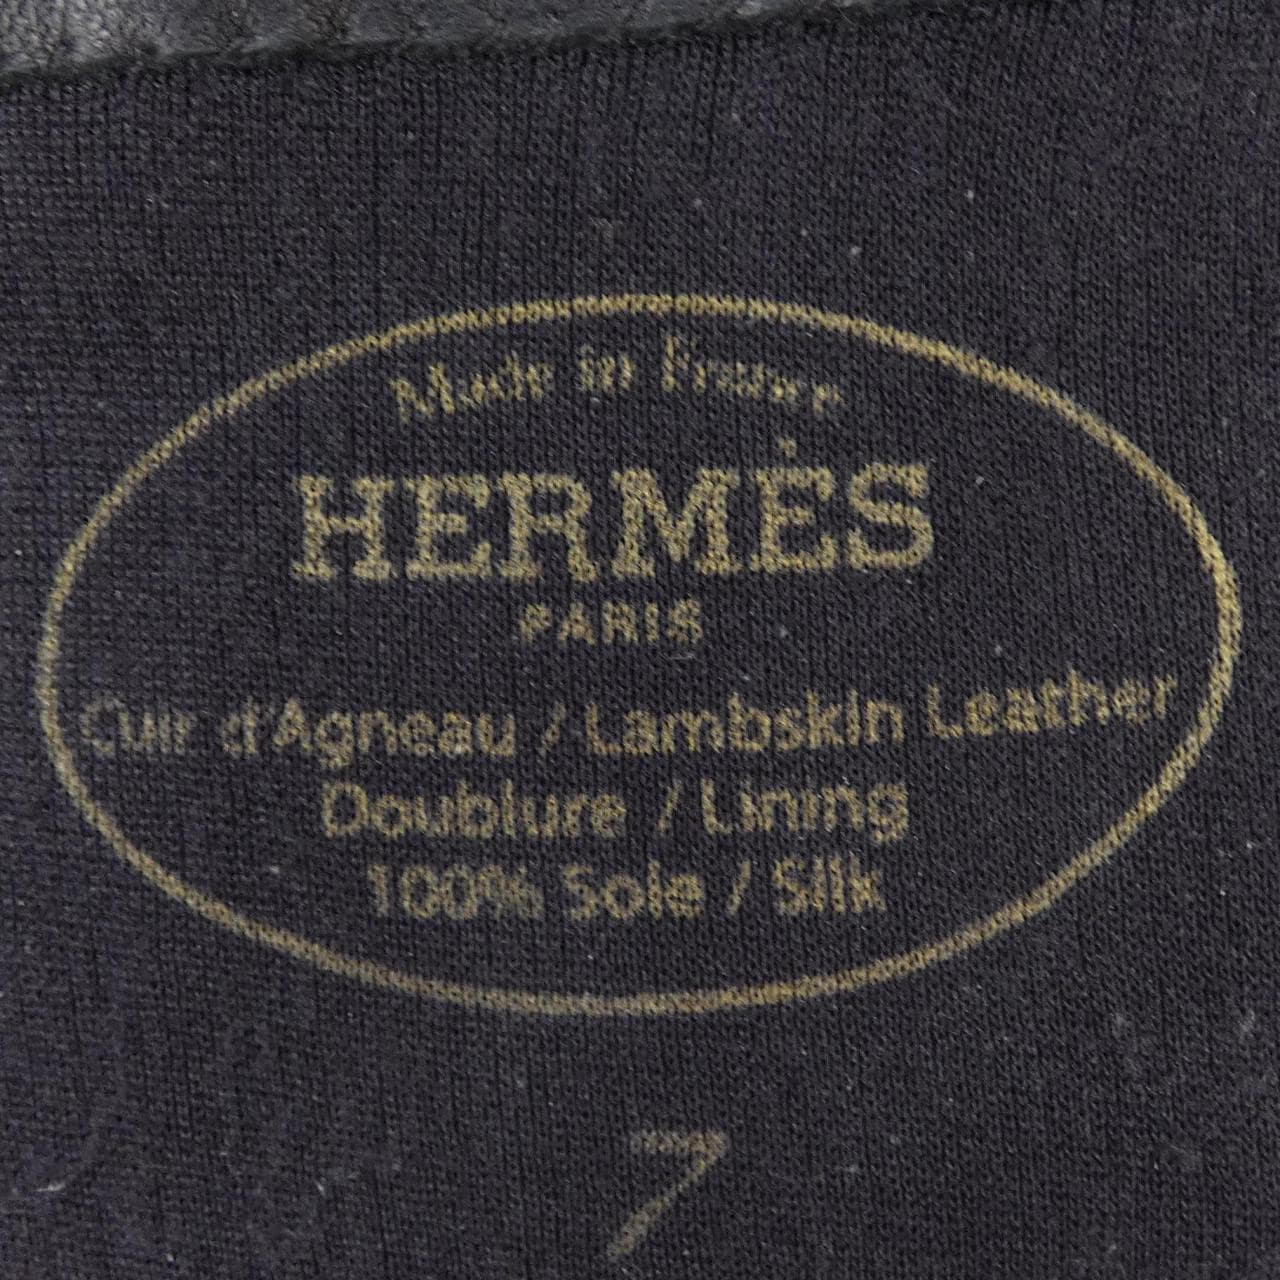 Made in France
HERMÈS
PARIS
Cuir d'Agneau / Lambskin Leather
Doublure / Lining
100% Soie / Silk
7